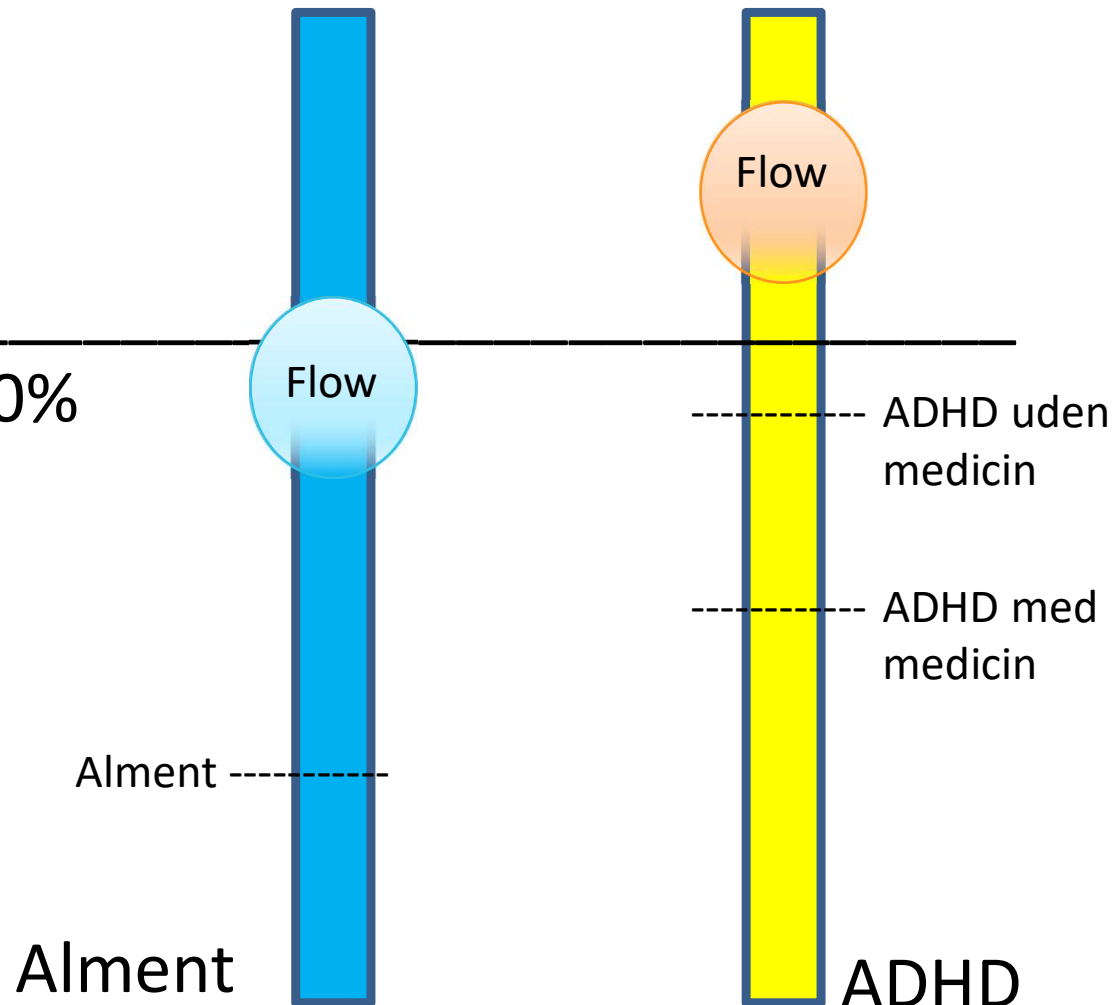 Flow
Flow
0%
ADHD uden
medicin
ADHD med
medicin
Alment
Alment
ADHD